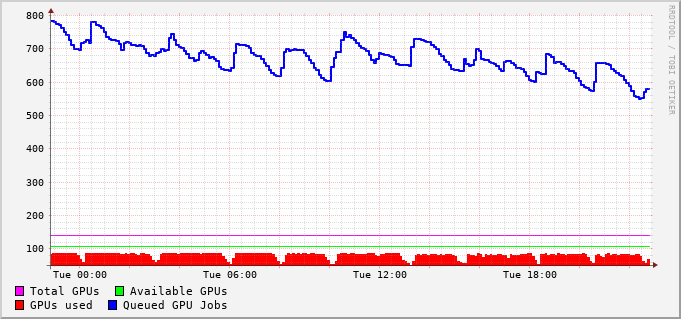 800
700
600
500
400
300
200
100
Tue 00:00 Tue 06:00 Tue 12:00 Tue 18:00
Total GPUs Available GPUs
GPUs used Queued GPU Jobs
RRDTOOL / TOBI OETIKER